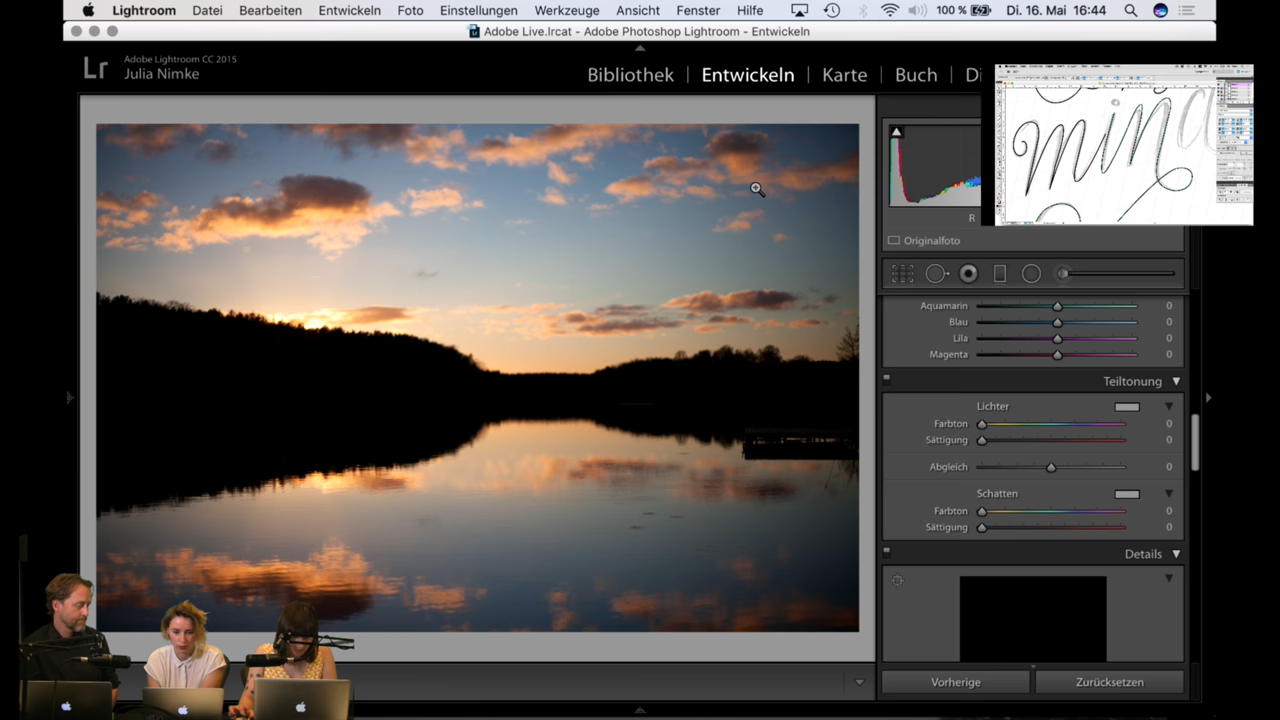 Lightroom Datei Bearbeiten Entwickeln Foto Einstellungen Werkzeuge Ansicht Fenster Hilfe 100 % Di. 16. Mai 16:44
Adobe Live.lrcat - Adobe Photoshop Lightroom - Entwickeln
Lr
Adobe Lightroom CC 2015
Julia Nimke
Bibliothek | Entwickeln | Karte | Buch | Di
mina
R
Originalfoto
Aquamarin 0
Blau 0
Lila 0
Magenta 0
Teiltonung
Lichter
Farbton 0
Sättigung 0
Abgleich 0
Schatten
Farbton 0
Sättigung 0
Details
Vorherige
Zurücksetzen